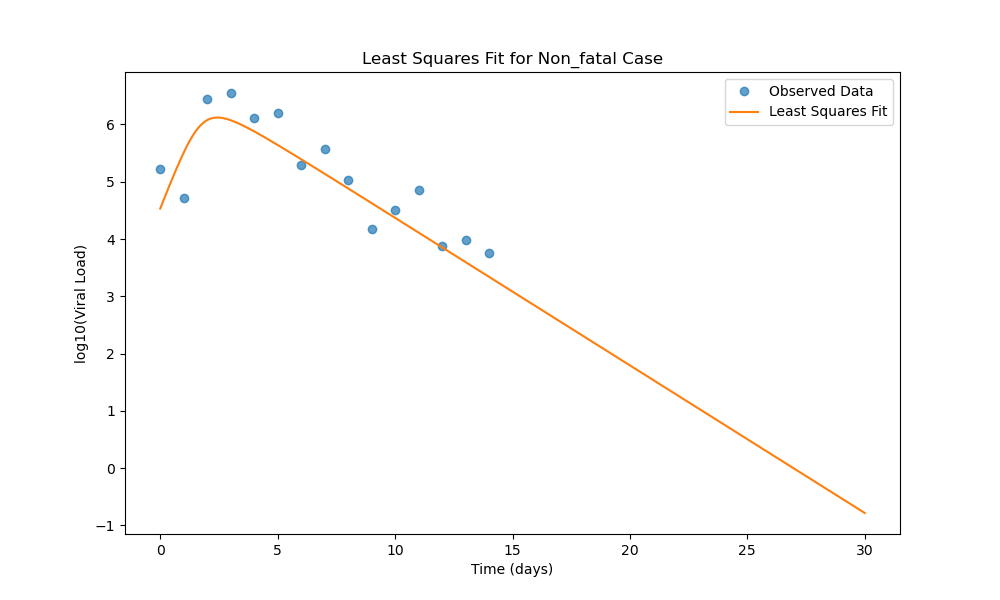 Least Squares Fit for Non_fatal Case
Observed Data
Least Squares Fit
log10(Viral Load)
6
5
4
3
2
1
0
−1
0 5 10 15 20 25 30
Time (days)